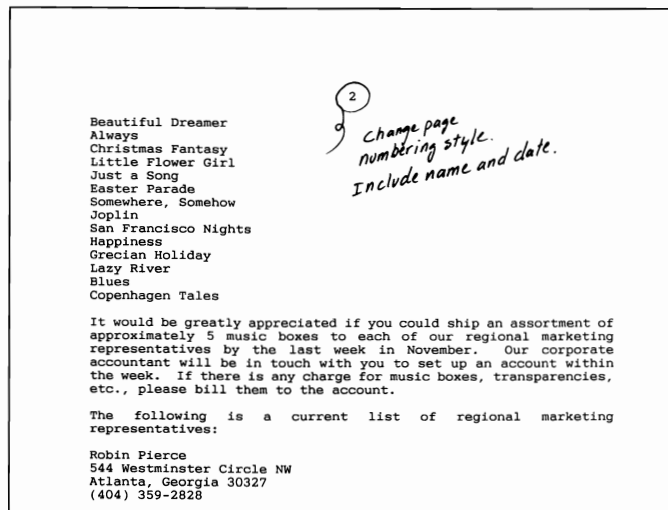 2
Change page
numbering style.
Include name and date.
Beautiful Dreamer
Always
Christmas Fantasy
Little Flower Girl
Just a Song
Easter Parade
Somewhere, Somehow
Joplin
San Francisco Nights
Happiness
Grecian Holiday
Lazy River
Blues
Copenhagen Tales
It would be greatly appreciated if you could ship an assortment of
approximately 5 music boxes to each of our regional marketing
representatives by the last week in November. Our corporate
accountant will be in touch with you to set up an account within
the week. If there is any charge for music boxes, transparencies,
etc., please bill them to the account.
The following is a current list of regional marketing
representatives:
Robin Pierce
544 Westminster Circle NW
Atlanta, Georgia 30327
(404) 359-2828